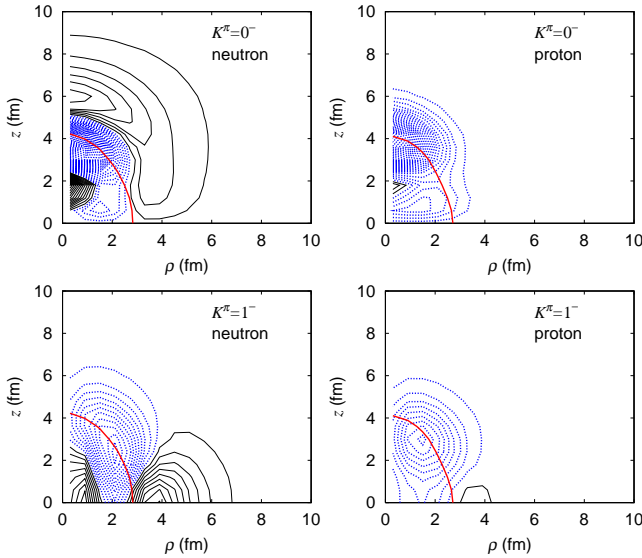 10
8
6
4
2
0
z (fm)
0 2 4 6 8 10
ρ (fm)
K^π=0^-
neutron
10
8
6
4
2
0
z (fm)
0 2 4 6 8 10
ρ (fm)
K^π=0^-
proton
10
8
6
4
2
0
z (fm)
0 2 4 6 8 10
ρ (fm)
K^π=1^-
neutron
10
8
6
4
2
0
z (fm)
0 2 4 6 8 10
ρ (fm)
K^π=1^-
proton